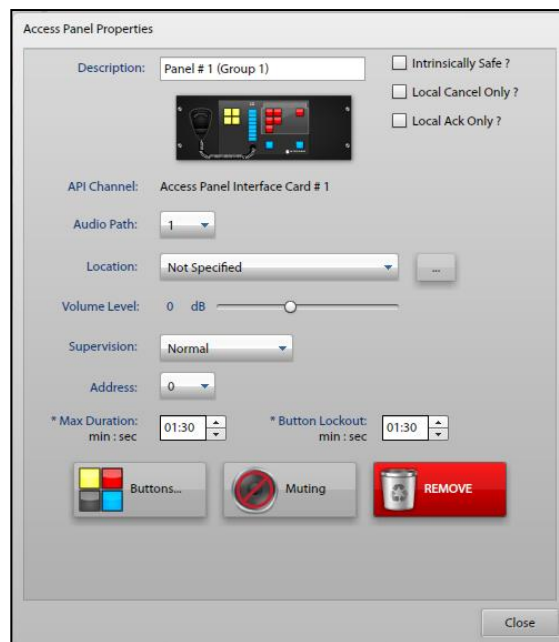 Access Panel Properties
Description: Panel # 1 (Group 1)
Intrinsically Safe ?
Local Cancel Only ?
Local Ack Only ?
API Channel: Access Panel Interface Card # 1
Audio Path: 1
Location: Not Specified ...
Volume Level: 0 dB
Supervision: Normal
Address: 0
* Max Duration: 01:30 * Button Lockout: 01:30
min : sec min : sec
Buttons... Muting REMOVE
Close